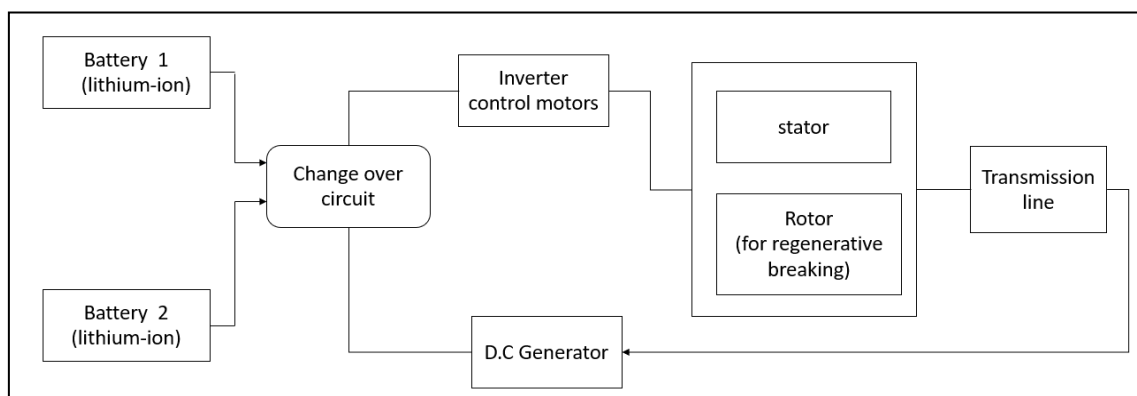 Battery 1
(lithium-ion)
Inverter
control motors
stator
Change over
circuit
Transmission
line
Rotor
(for regenerative
breaking)
Battery 2
(lithium-ion)
D.C Generator